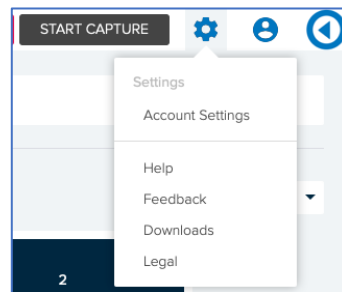 START CAPTURE
Settings
Account Settings
Help
Feedback
Downloads
Legal
2